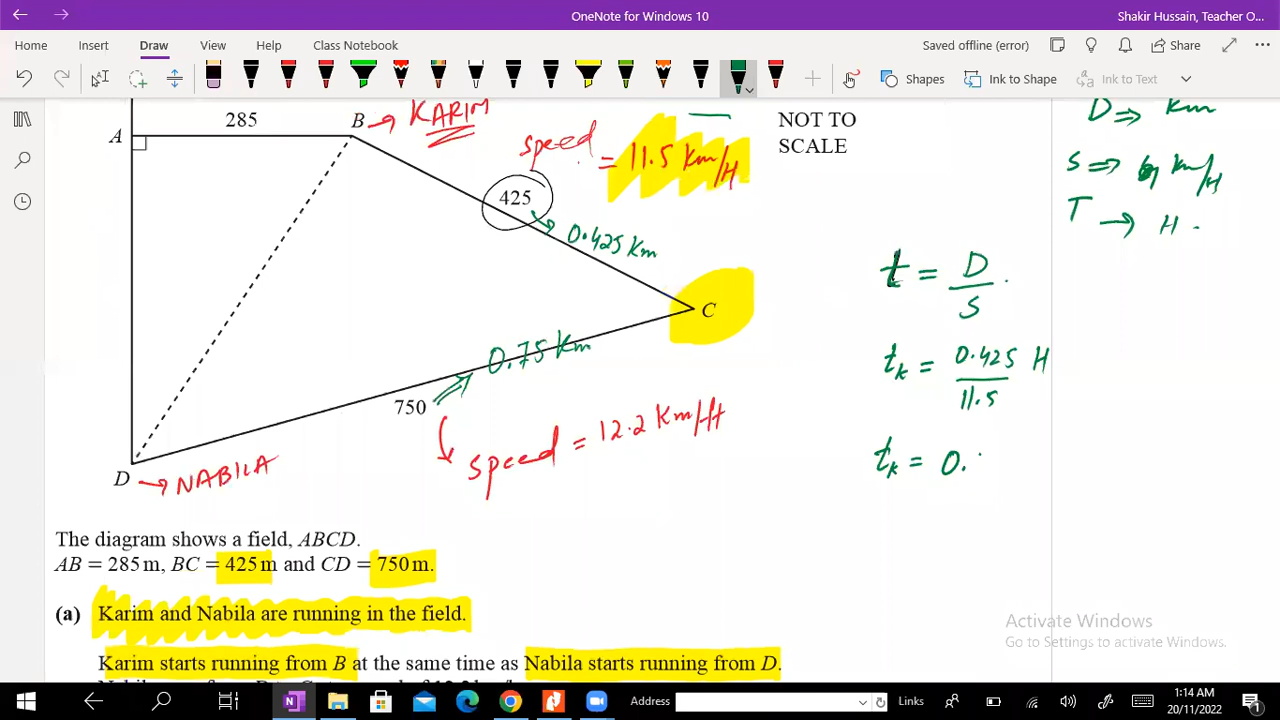 OneNote for Windows 10
Shakir Hussain, Teacher O...
Home Insert Draw View Help Class Notebook
Saved offline (error) Share
Shapes Ink to Shape Ink to Text
A 285 B → KARIM
NOT TO
SCALE
speed
= 11.5 Km/H
425
0.425 Km
C
0.75 Km
750
speed = 12.2 Km/H
D → NABILA
D ⇒ Km
S ⇒ Km/H
T → H
t = D/S
tₖ = 0.425/11.5 H
tₖ = 0.
The diagram shows a field, ABCD.
AB = 285 m, BC = 425 m and CD = 750 m.
(a) Karim and Nabila are running in the field.
Karim starts running from B at the same time as Nabila starts running from D.
Activate Windows
Go to Settings to activate Windows.
Address Links
1:14 AM
20/11/2022